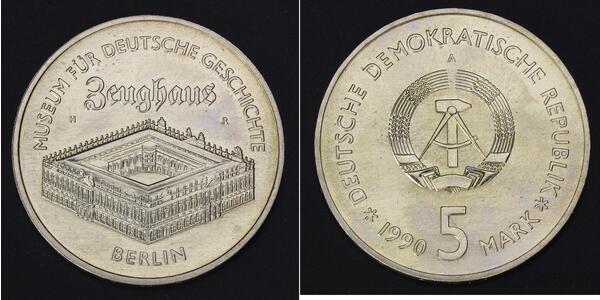 MUSEUM FÜR DEUTSCHE GESCHICHTE
Zeughaus
H R
BERLIN
* DEUTSCHE DEMOKRATISCHE REPUBLIK *
A
1990 5 MARK